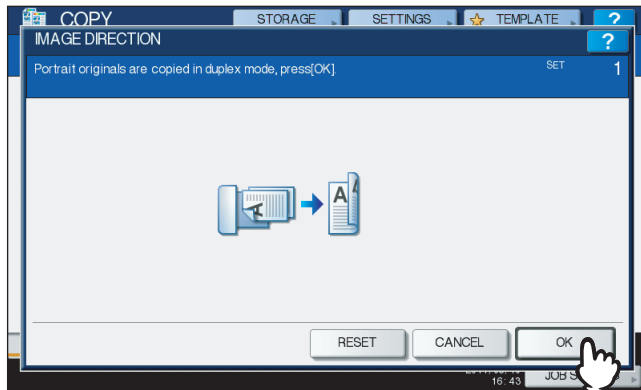 COPY STORAGE SETTINGS TEMPLATE ?
IMAGE DIRECTION ?
Portrait originals are copied in duplex mode, press[OK]. SET 1
A A A
RESET CANCEL OK
16:43 JOB S